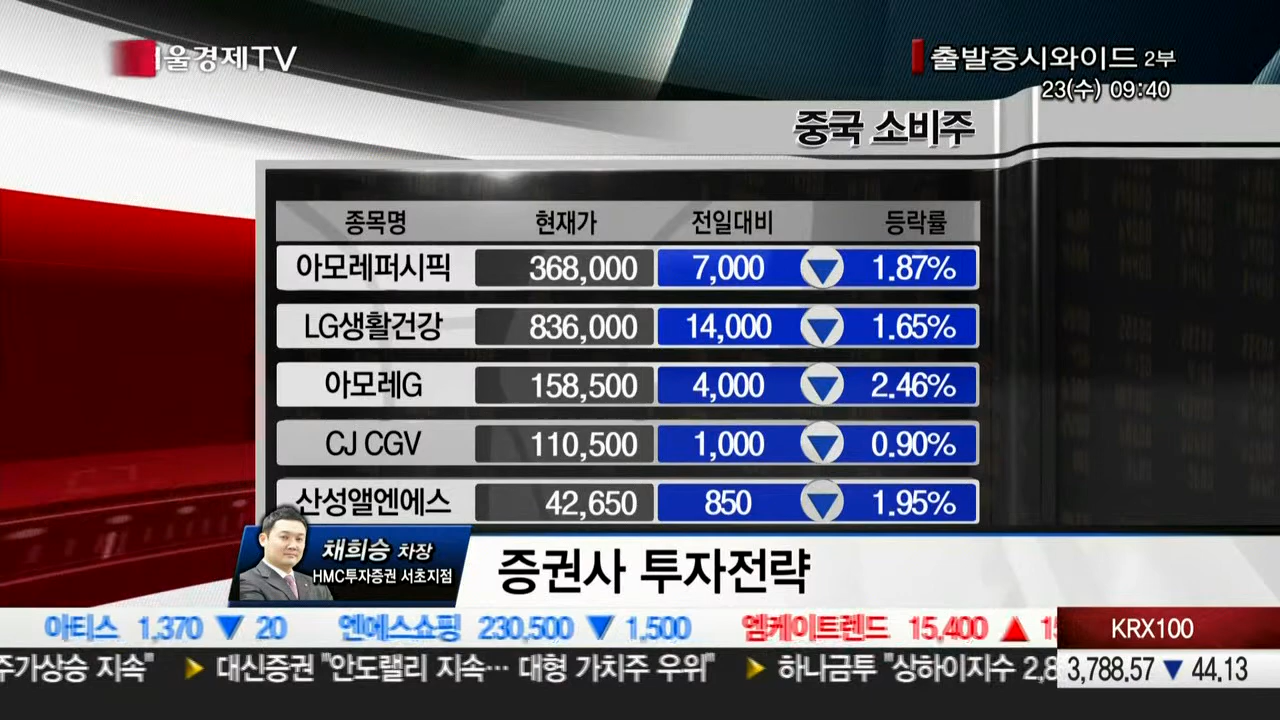 울경제TV
출발증시와이드 2부
23(수) 09:40
중국 소비주
종목명 현재가 전일대비 등락률
아모레퍼시픽 368,000 7,000 ▼ 1.87%
LG생활건강 836,000 14,000 ▼ 1.65%
아모레G 158,500 4,000 ▼ 2.46%
CJ CGV 110,500 1,000 ▼ 0.90%
산성앨엔에스 42,650 850 ▼ 1.95%
채희승 차장
HMC투자증권 서초지점
증권사 투자전략
아티스 1,370 ▼ 20 엔에스쇼핑 230,500 ▼ 1,500 엠케이트렌드 15,400 ▲ 15
KRX100
주가상승 지속" ▶ 대신증권 "안도랠리 지속… 대형 가치주 우위" ▶ 하나금투 "상하이지수 2,8
3,788.57 ▼ 44.13